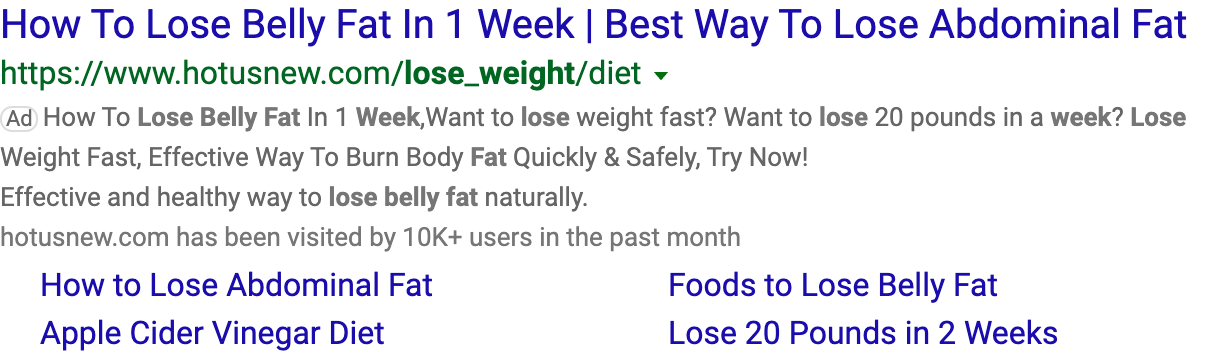 How To Lose Belly Fat In 1 Week | Best Way To Lose Abdominal Fat
https://www.hotusnew.com/lose_weight/diet
Ad How To Lose Belly Fat In 1 Week,Want to lose weight fast? Want to lose 20 pounds in a week? Lose
Weight Fast, Effective Way To Burn Body Fat Quickly & Safely, Try Now!
Effective and healthy way to lose belly fat naturally.
hotusnew.com has been visited by 10K+ users in the past month
How to Lose Abdominal Fat
Foods to Lose Belly Fat
Apple Cider Vinegar Diet
Lose 20 Pounds in 2 Weeks